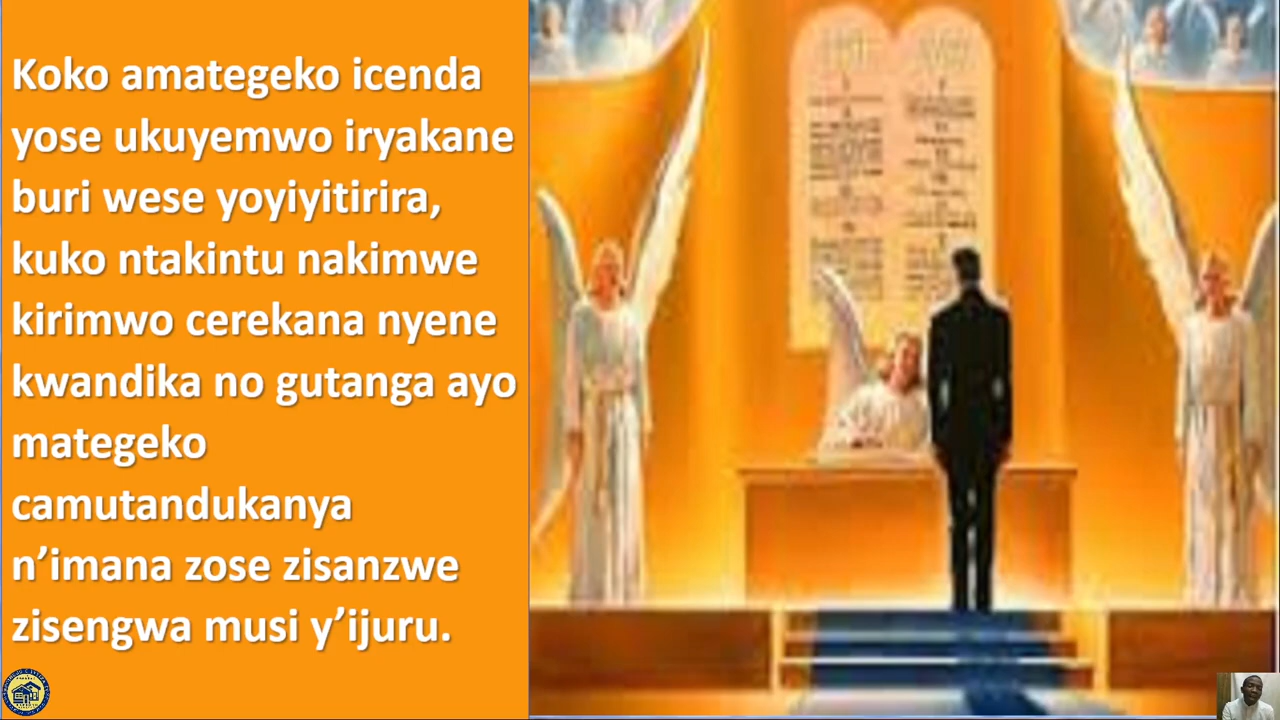 Koko amategeko icenda
yose ukuyemwo iryakane
buri wese yoyiyitirira,
kuko ntakintu nakimwe
kirimwo cerekana nyene
kwandika no gutanga ayo
mategeko
camutandukanya
n’imana zose zisanzwe
zisengwa musi y’ijuru.